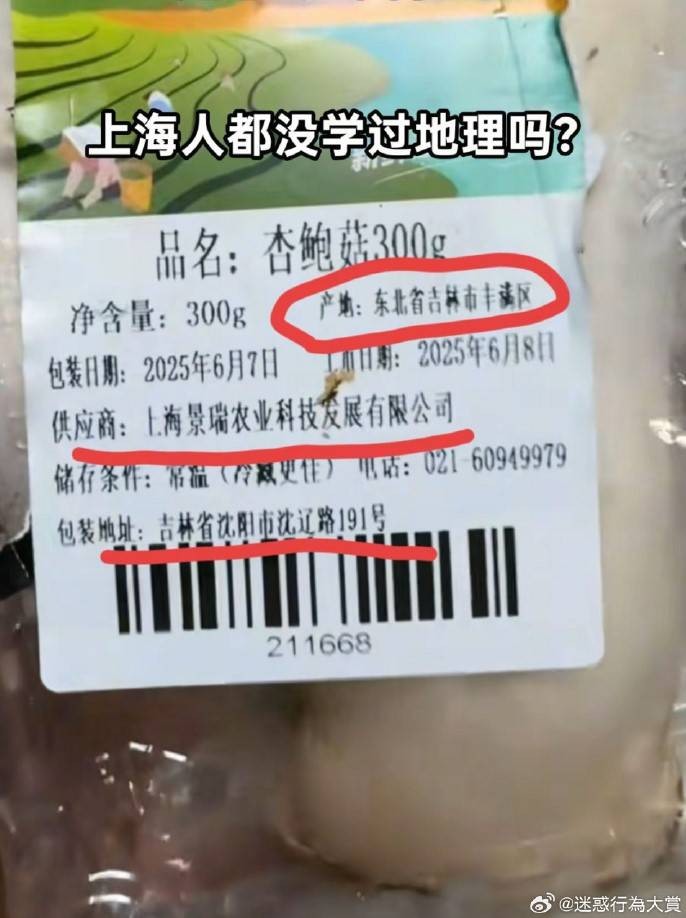 上海人都没学过地理吗？
品名：杏鲍菇300g
净含量：300g 产地：东北省吉林市丰满区
包装日期：2025年6月7日 上市日期：2025年6月8日
供应商：上海景瑞农业科技发展有限公司
储存条件：常温（冷藏更佳） 电话：021-60949979
包装地址：吉林省沈阳市沈辽路191号
211668
@迷惑行為大賞